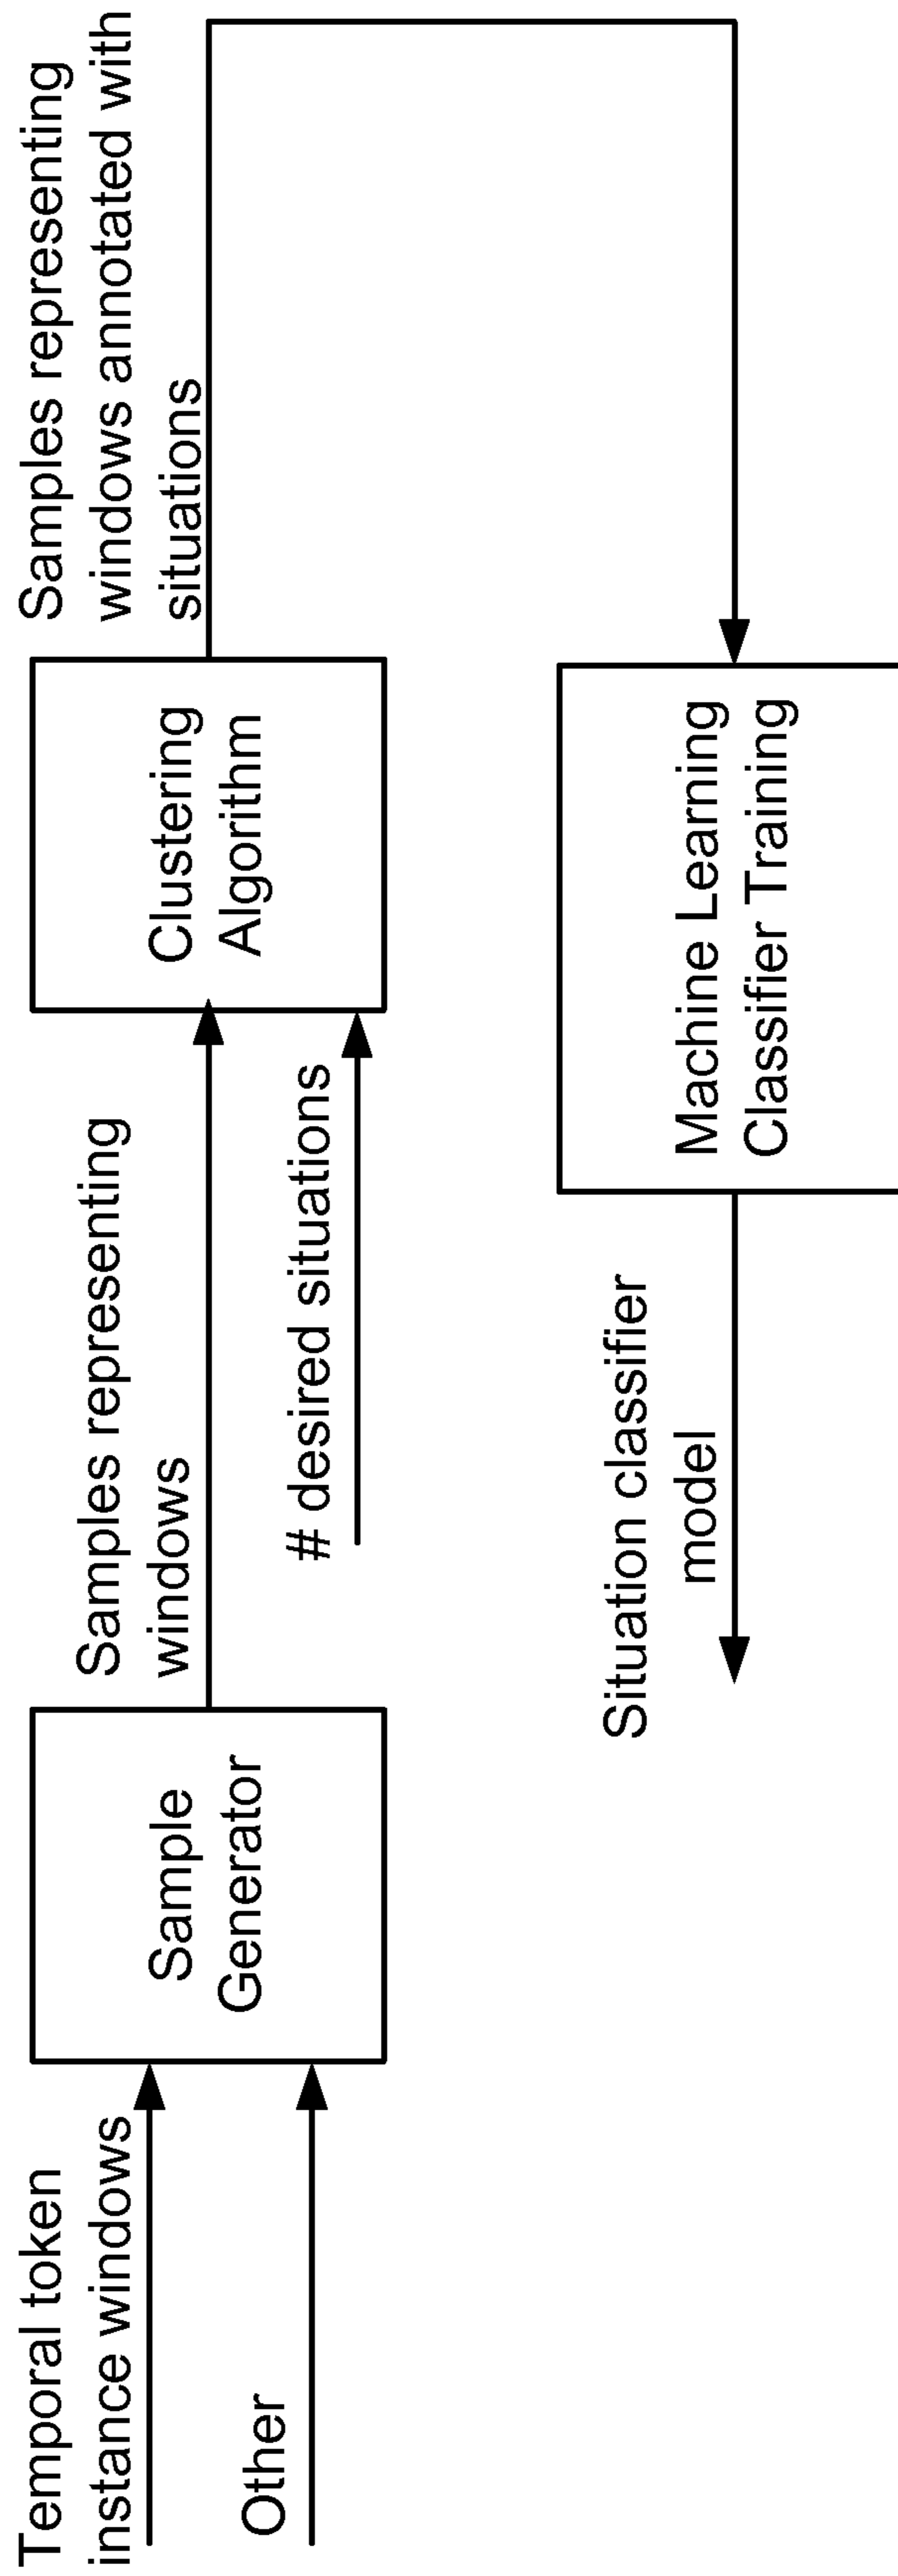 Temporal token
instance windows
Other
Sample
Generator
Samples representing
windows
# desired situations
Clustering
Algorithm
Samples representing
windows annotated with
situations
Machine Learning
Classifier Training
Situation classifier
model